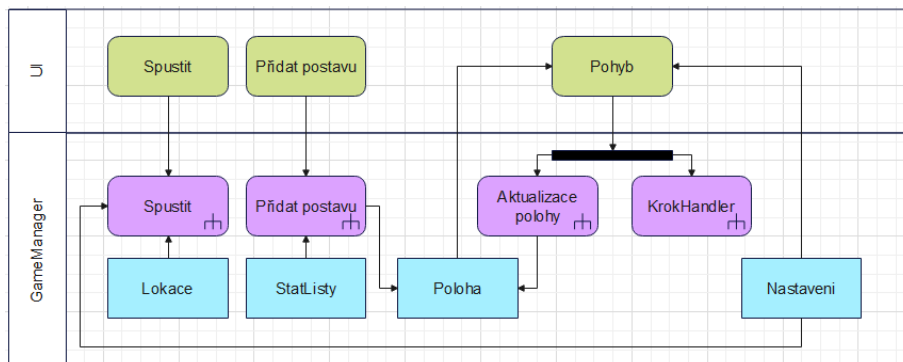 UI
Spustit
Přidat postavu
Pohyb
GameManager
Spustit
Přidat postavu
Aktualizace
polohy
KrokHandler
Lokace
StatListy
Poloha
Nastaveni